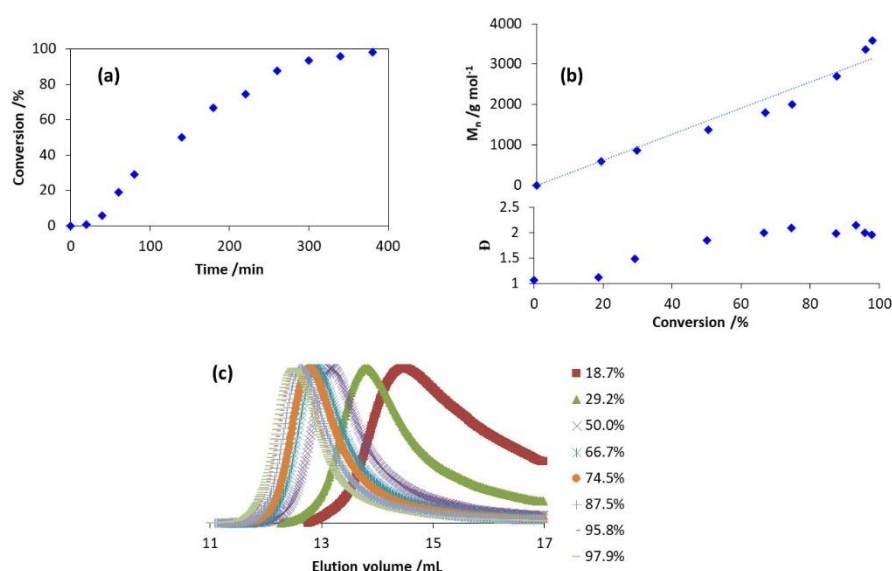 100
80
60
40
20
0
0 100 200 300 400
Conversion /%
Time /min
(a)
4000
3000
2000
1000
0
Mn /g mol-1
(b)
2.5
2
1.5
1
Đ
0 20 40 60 80 100
Conversion /%
(c)
11 13 15 17
Elution volume /mL
18.7%
29.2%
50.0%
66.7%
74.5%
87.5%
95.8%
97.9%